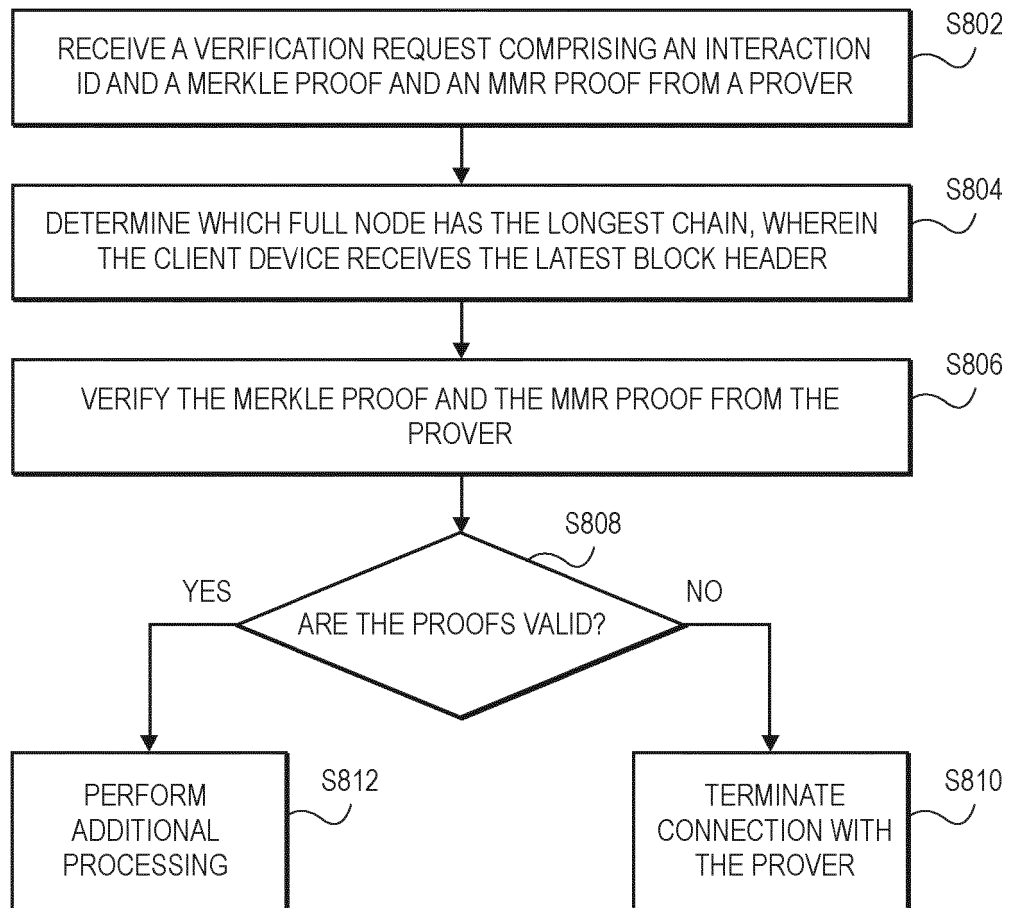 S802
RECEIVE A VERIFICATION REQUEST COMPRISING AN INTERACTION
ID AND A MERKLE PROOF AND AN MMR PROOF FROM A PROVER
S804
DETERMINE WHICH FULL NODE HAS THE LONGEST CHAIN, WHEREIN
THE CLIENT DEVICE RECEIVES THE LATEST BLOCK HEADER
S806
VERIFY THE MERKLE PROOF AND THE MMR PROOF FROM THE
PROVER
S808
YES
NO
ARE THE PROOFS VALID?
S812
PERFORM
ADDITIONAL
PROCESSING
S810
TERMINATE
CONNECTION WITH
THE PROVER